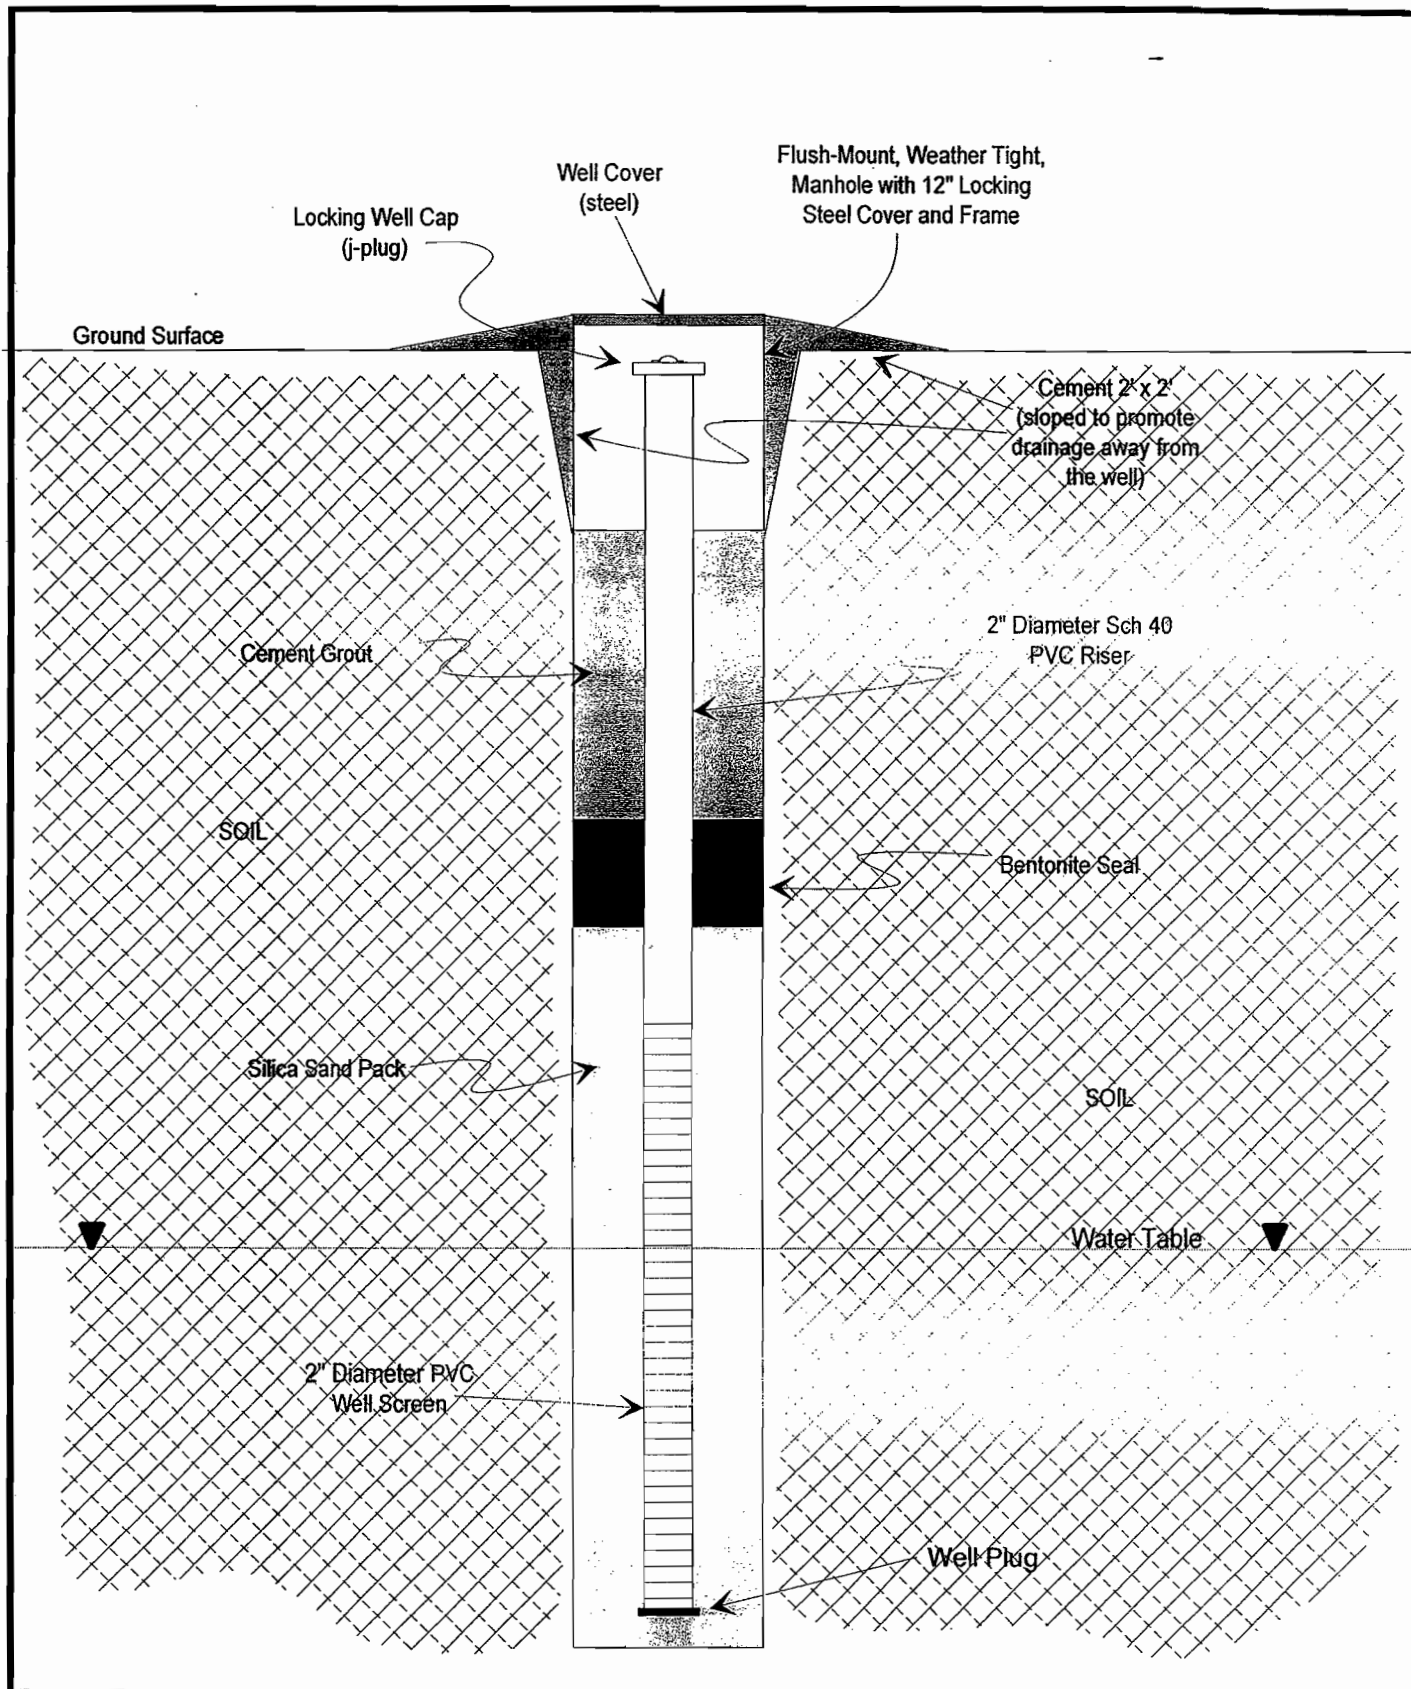 Flush-Mount, Weather Tight,
Manhole with 12" Locking
Steel Cover and Frame
Well Cover
(steel)
Locking Well Cap
(j-plug)
Ground Surface
Cement 2' x 2'
(sloped to promote
drainage away from
the well)
2" Diameter Sch 40
PVC Riser
Cement Grout
SOIL
Bentonite Seal
Silica Sand Pack
SOIL
Water Table
2" Diameter PVC
Well Screen
Well Plug